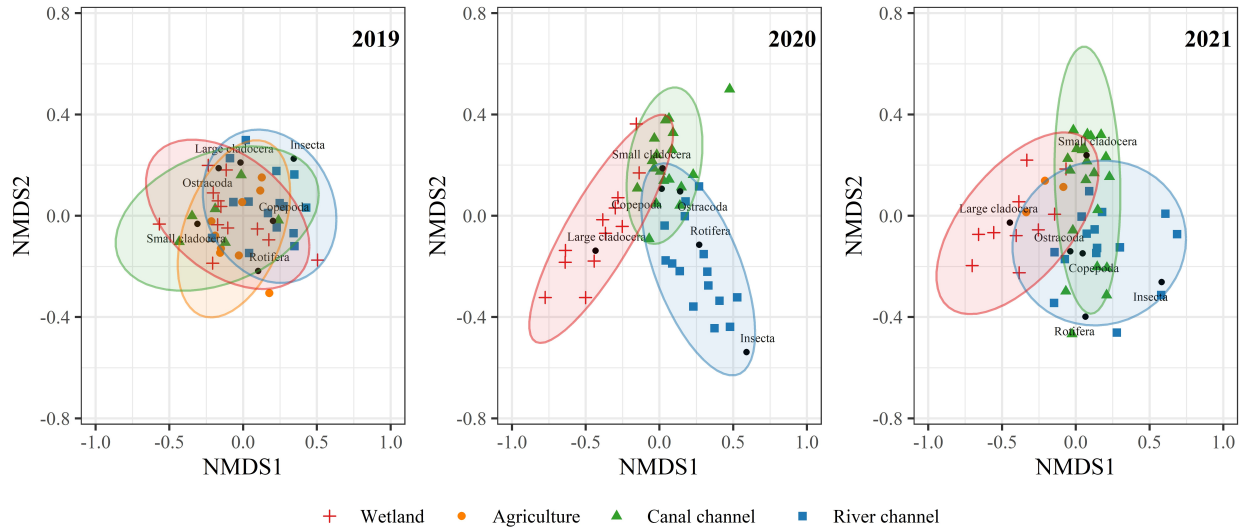 2019
0.8
0.4
0.0
-0.4
-0.8
NMDS2
Large cladocera
Insecta
Ostracoda
Copepoda
Small cladocera
Rotifera
-1.0 -0.5 0.0 0.5 1.0
NMDS1
2020
0.8
0.4
0.0
-0.4
-0.8
NMDS2
Small cladocera
Copepoda
Ostracoda
Rotifera
Large cladocera
Insecta
-1.0 -0.5 0.0 0.5 1.0
NMDS1
2021
0.8
0.4
0.0
-0.4
-0.8
NMDS2
Small cladocera
Large cladocera
Ostracoda
Copepoda
Insecta
Rotifera
-1.0 -0.5 0.0 0.5 1.0
NMDS1
Wetland Agriculture Canal channel River channel